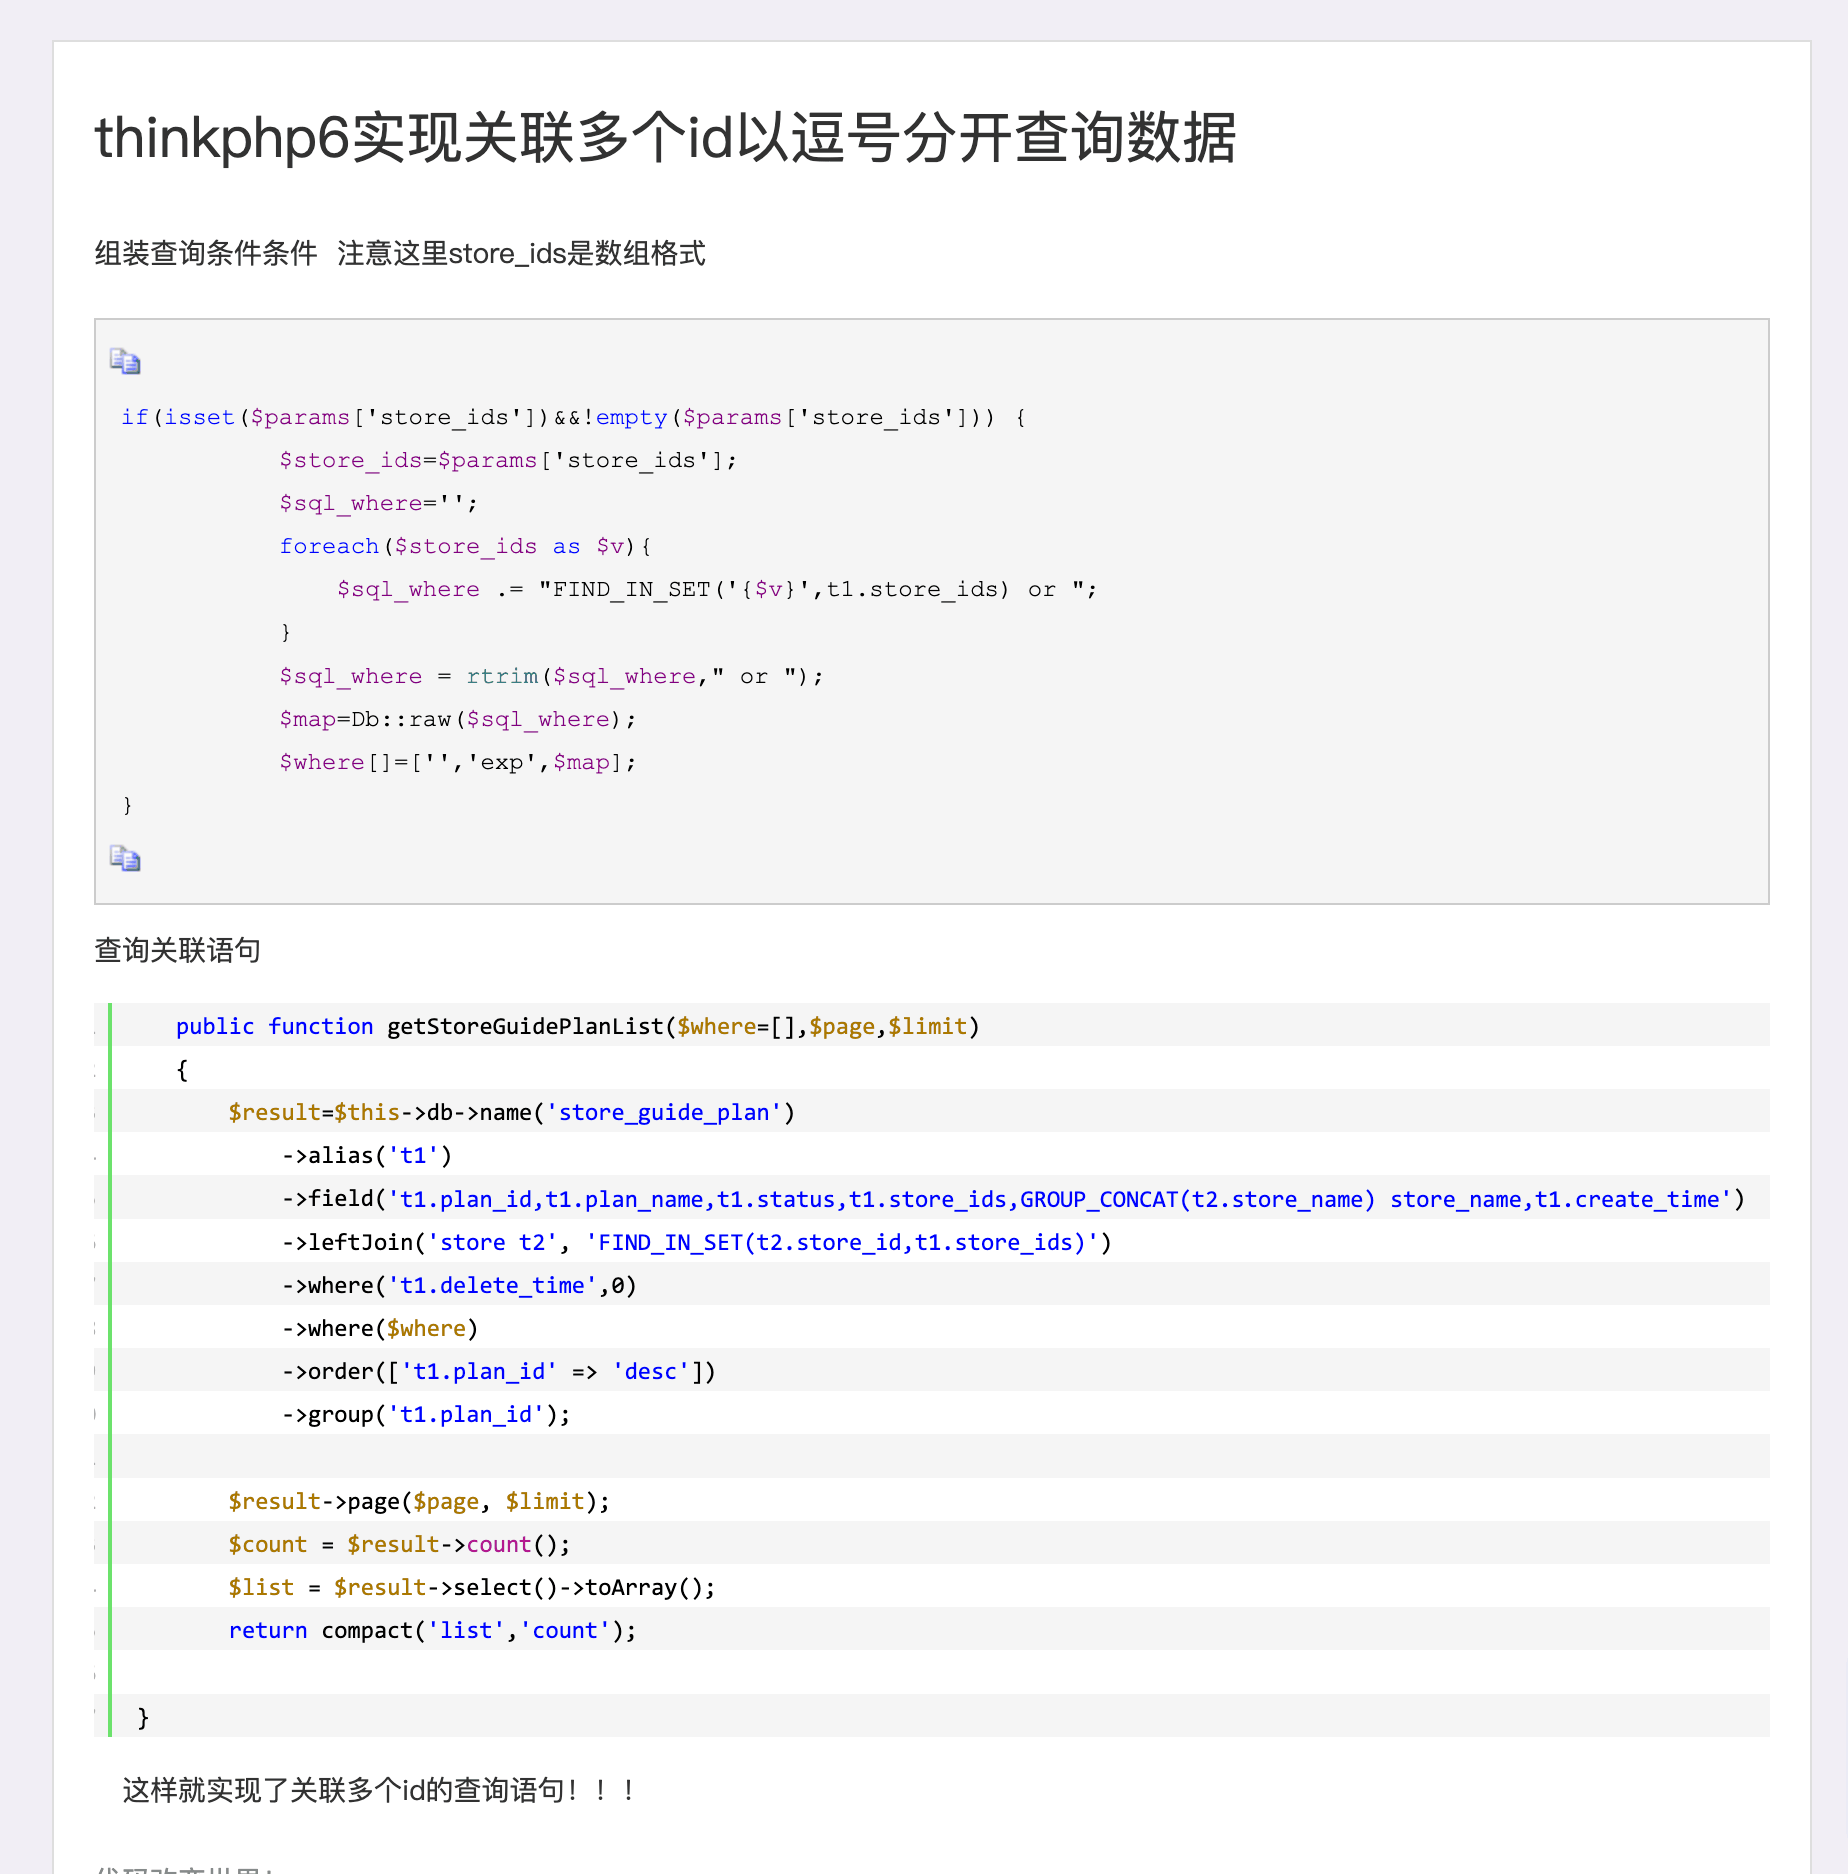 thinkphp6实现关联多个id以逗号分开查询数据
组装查询条件条件  注意这里store_ids是数组格式
if(isset($params['store_ids'])&&!empty($params['store_ids'])) {
           $store_ids=$params['store_ids'];
           $sql_where='';
           foreach($store_ids as $v){
               $sql_where .= "FIND_IN_SET('{$v}',t1.store_ids) or ";
           }
           $sql_where = rtrim($sql_where," or ");
           $map=Db::raw($sql_where);
           $where[]=['','exp',$map];
}
查询关联语句
   public function getStoreGuidePlanList($where=[],$page,$limit)
   {
       $result=$this->db->name('store_guide_plan')
           ->alias('t1')
           ->field('t1.plan_id,t1.plan_name,t1.status,t1.store_ids,GROUP_CONCAT(t2.store_name) store_name,t1.create_time')
           ->leftJoin('store t2', 'FIND_IN_SET(t2.store_id,t1.store_ids)')
           ->where('t1.delete_time',0)
           ->where($where)
           ->order(['t1.plan_id' => 'desc'])
           ->group('t1.plan_id');
       $result->page($page, $limit);
       $count = $result->count();
       $list = $result->select()->toArray();
       return compact('list','count');
}
这样就实现了关联多个id的查询语句！！！